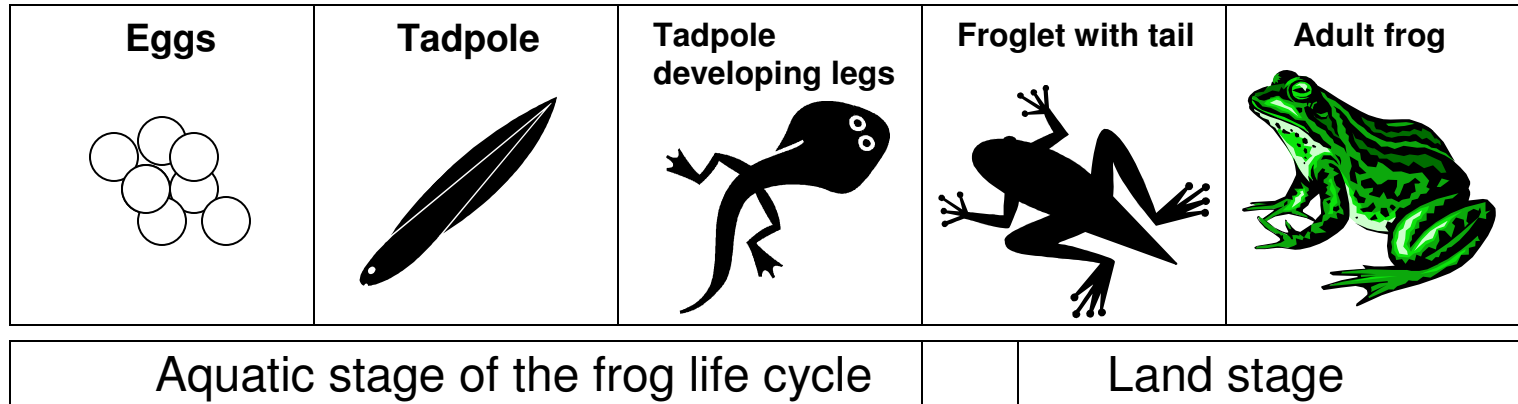 Eggs
Tadpole
Tadpole
developing legs
Froglet with tail
Adult frog
Aquatic stage of the frog life cycle
Land stage